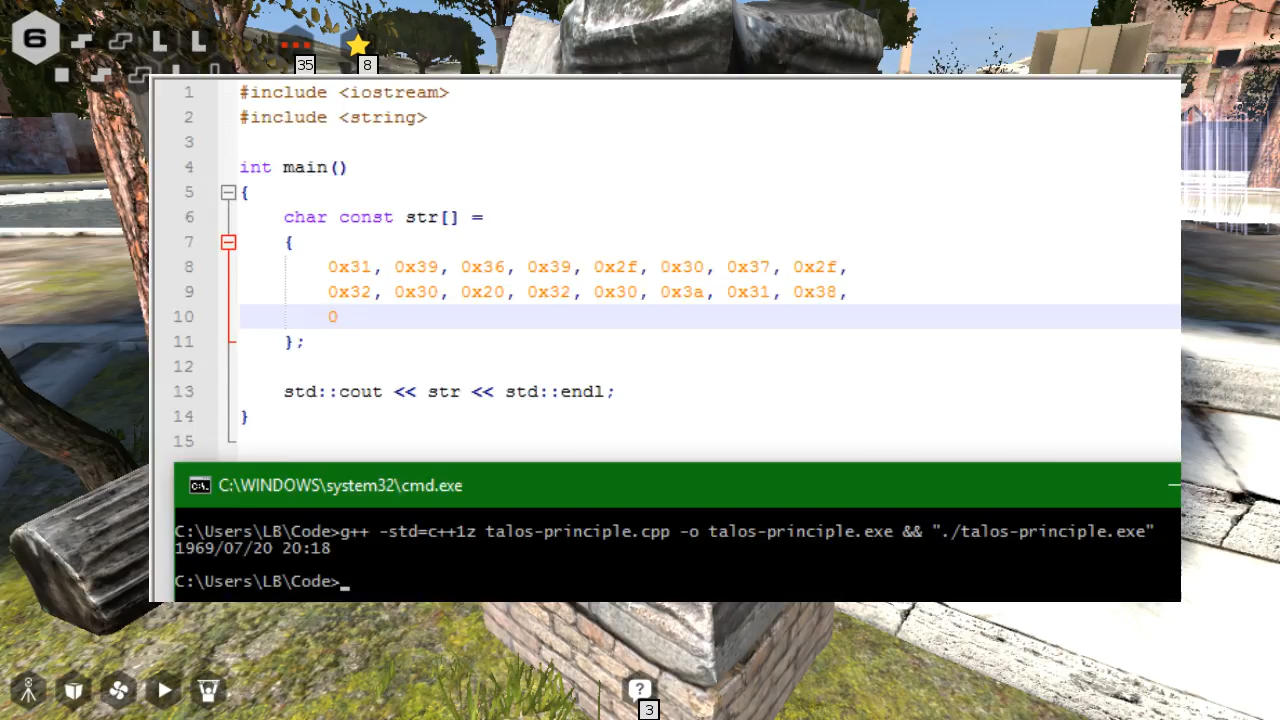 6
35
8
1 #include <iostream>
2 #include <string>
3
4 int main()
5 {
6 char const str[] =
7 {
8 0x31, 0x39, 0x36, 0x39, 0x2f, 0x30, 0x37, 0x2f,
9 0x32, 0x30, 0x20, 0x32, 0x30, 0x3a, 0x31, 0x38,
10 0
11 };
12
13 std::cout << str << std::endl;
14 }
15
C:\WINDOWS\system32\cmd.exe
C:\Users\LB\Code>g++ -std=c++1z talos-principle.cpp -o talos-principle.exe && "./talos-principle.exe"
1969/07/20 20:18
C:\Users\LB\Code>_
?
3